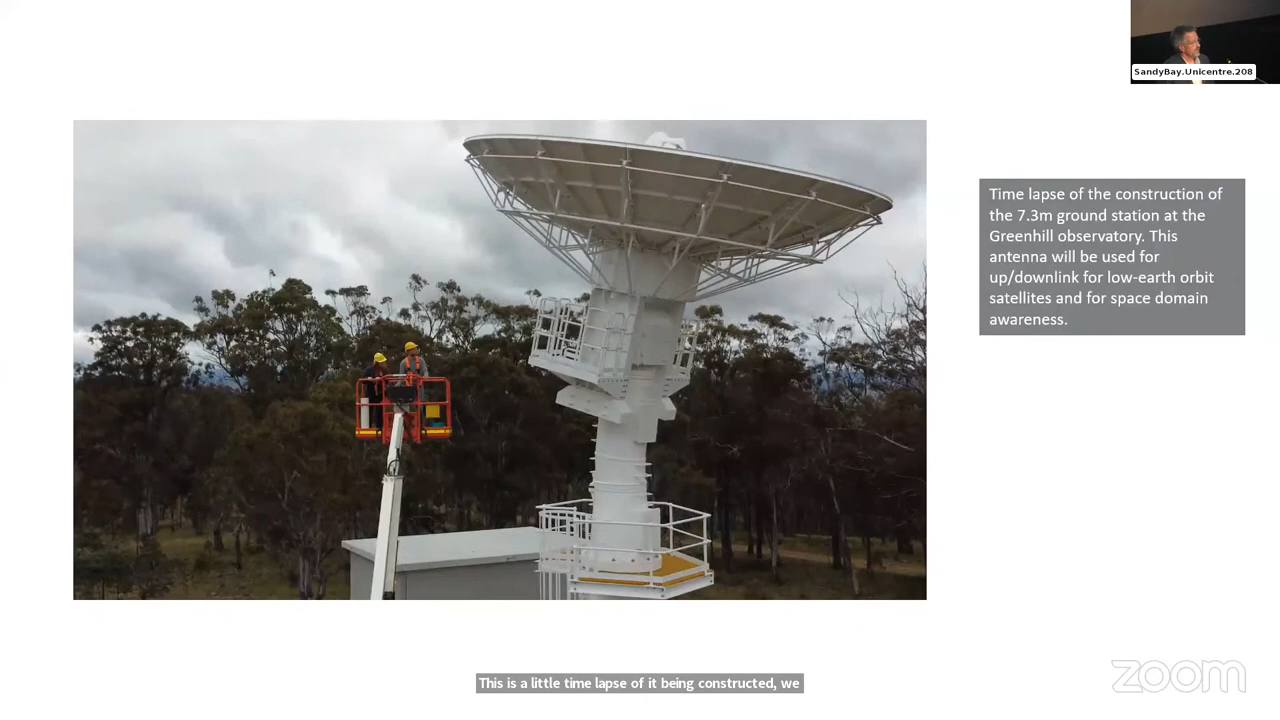 SandyBay.Unicentre.208
Time lapse of the construction of
the 7.3m ground station at the
Greenhill observatory. This
antenna will be used for
up/downlink for low-earth orbit
satellites and for space domain
awareness.
This is a little time lapse of it being constructed, we
zoom